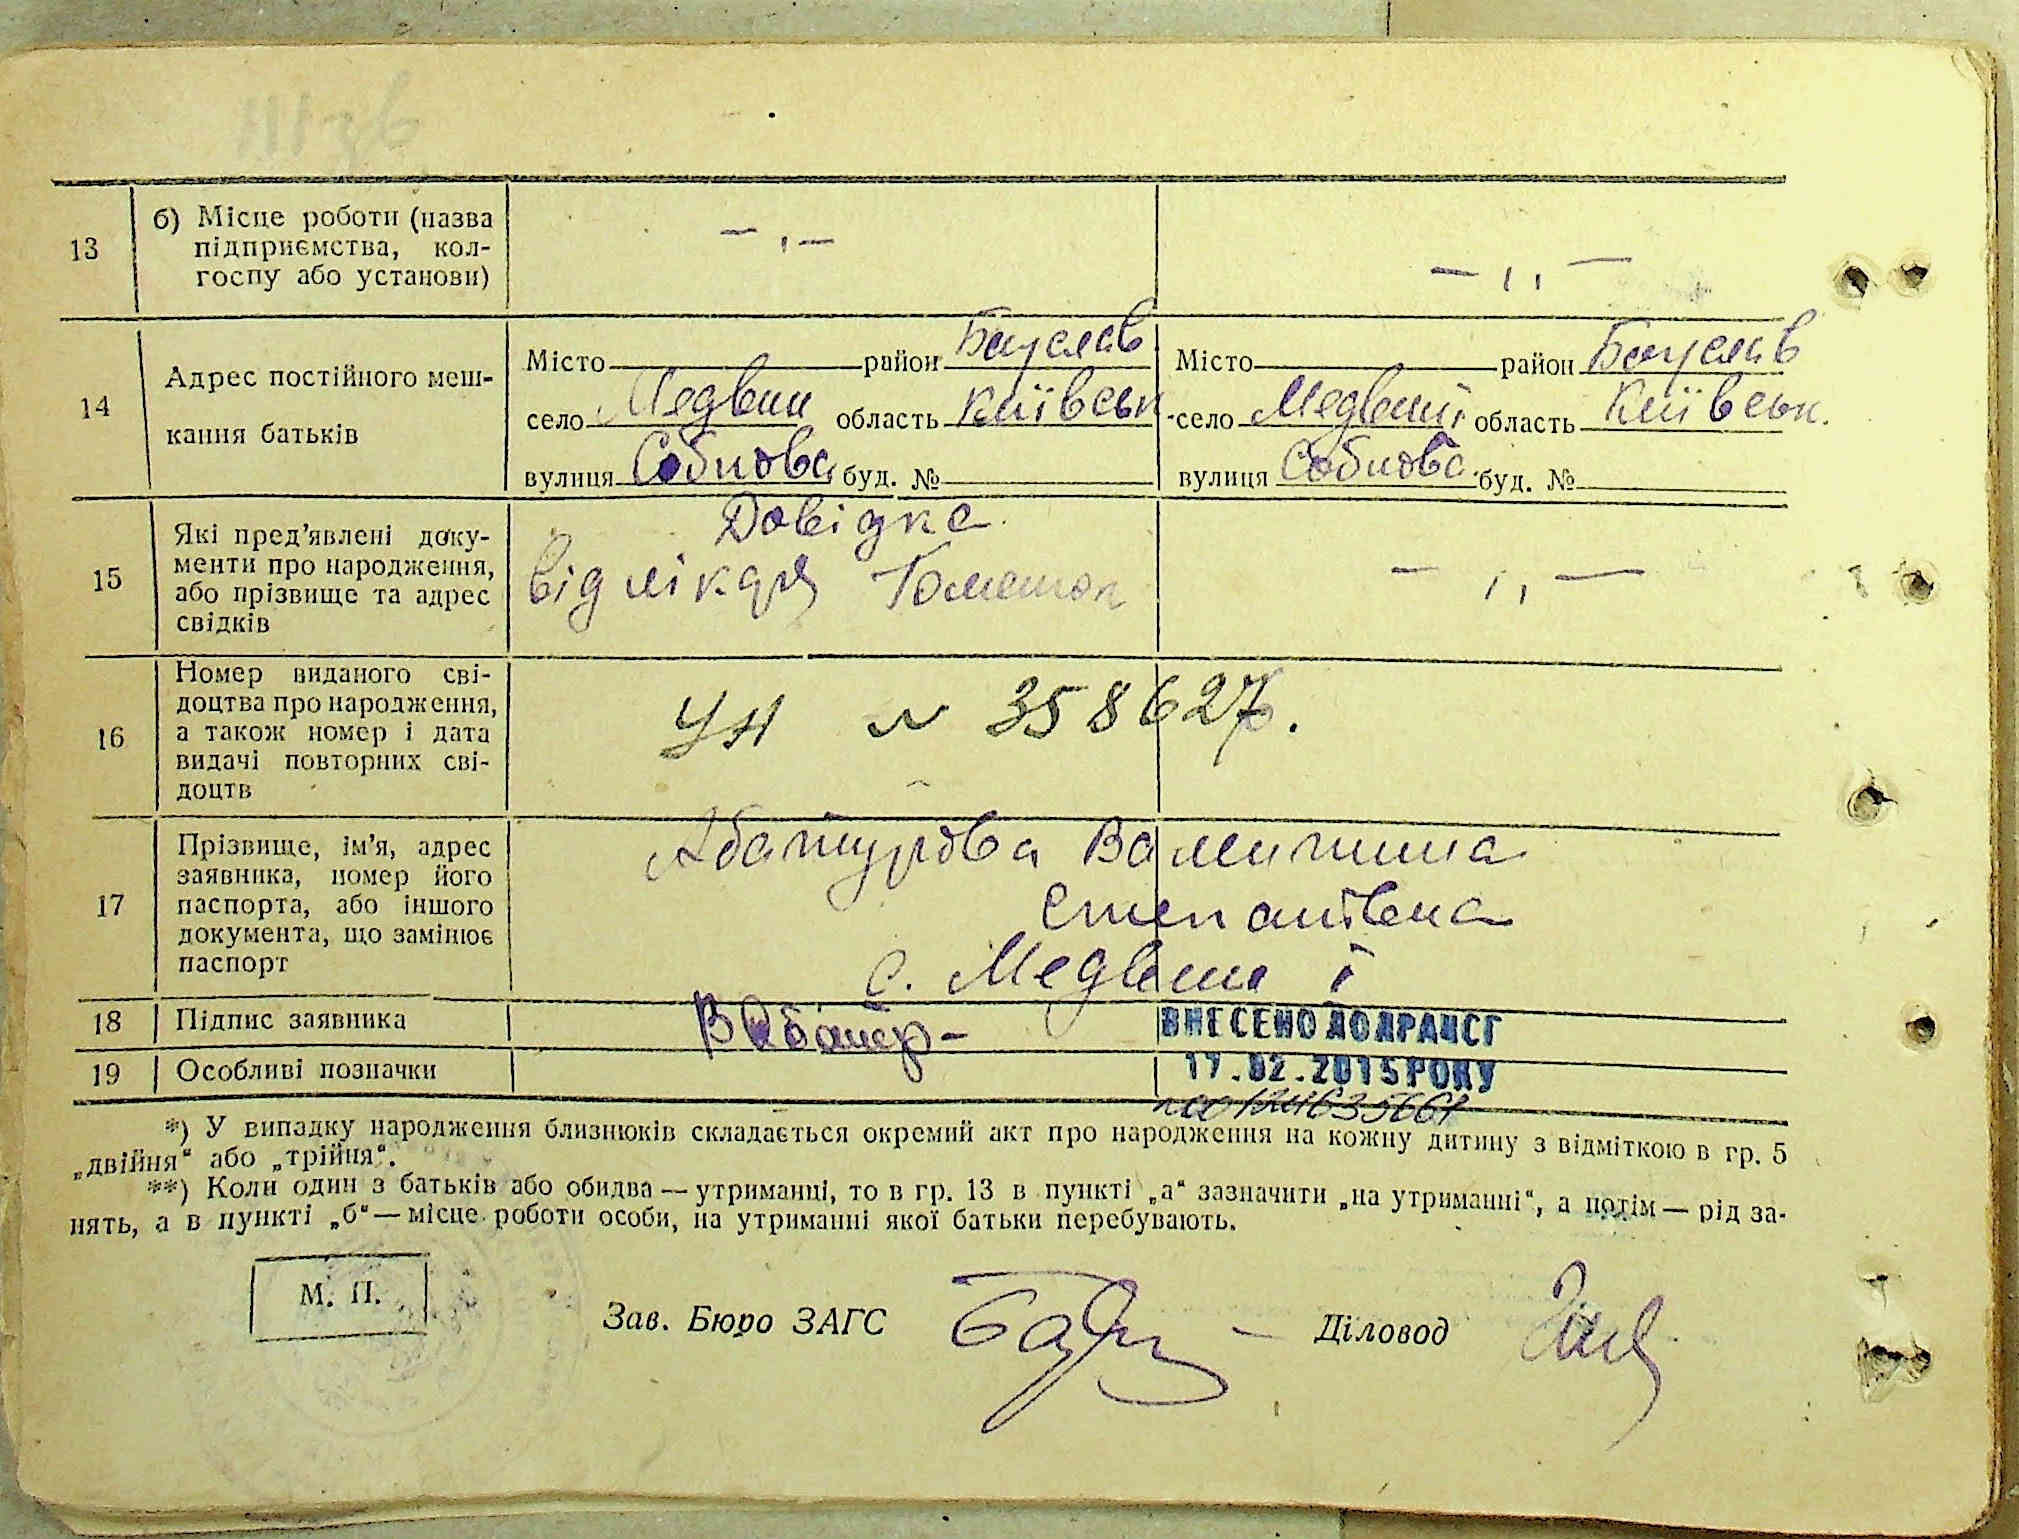 13
б) Місце роботи (назва
підприємства, кол-
госпу або установи)
— „ —
— „ —
14
Адрес постійного меш-
кання батьків
Місто район Богуслав
село Медвин область Київськ.
вулиця буд. №
Місто район Богуслав
село Медвин область Київськ.
вулиця буд. №
15
Які пред’явлені доку-
менти про народження,
або прізвище та адрес
свідків
Довідка
від лікаря
— „ —
16
Номер виданого сві-
доцтва про народження,
а також номер і дата
видачі повторних сві-
доцтв
УН № 358627.
17
Прізвище, ім’я, адрес
заявника, номер його
паспорта, або іншого
документа, що замінює
паспорт
Абатурова Валентина
Степанівна
с. Медвин І
18
Підпис заявника
ВНЕСЕНО ДО ДРАЦСГ
19
Особливі позначки
17.02.2015 РОКУ
*) У випадку народження близнюків складається окремий акт про народження на кожну дитину з відміткою в гр. 5
„двійня“ або „трійня“.
**) Коли один з батьків або обидва — утриманці, то в гр. 13 в пункті „а“ зазначити „на утриманні“, а потім — рід за-
нять, а в пункті „б“ — місце роботи особи, на утриманні якої батьки перебувають.
М. П.
Зав. Бюро ЗАГС
Діловод